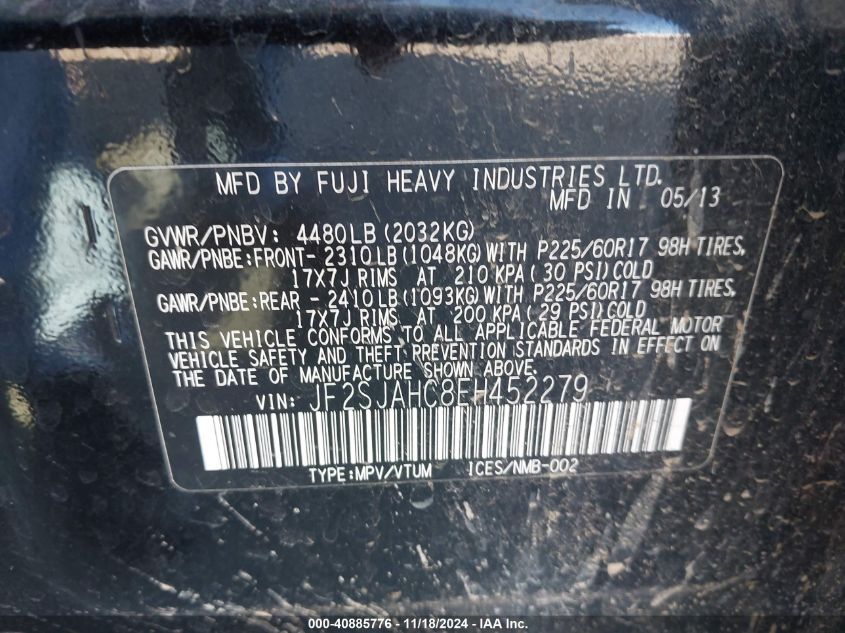 MFD BY FUJI HEAVY INDUSTRIES LTD.
MFD IN 05/13
GVWR/PNBV: 4480LB(2032KG)
GAWR/PNBE:FRONT- 2310LB(1048KG)WITH P225/60R17 98H TIRES,
17X7J RIMS AT 210 KPA(30 PSI)COLD
GAWR/PNBE:REAR - 2410LB(1093KG)WITH P225/60R17 98H TIRES,
17X7J RIMS AT 200 KPA(29 PSI)COLD
THIS VEHICLE CONFORMS TO ALL APPLICABLE FEDERAL MOTOR
VEHICLE SAFETY AND THEFT PREVENTION STANDARDS IN EFFECT ON
THE DATE OF MANUFACTURE SHOWN ABOVE.
VIN: JF2SJAHC8EH452279
TYPE:MPV/VTUM ICES/NMB-002
000-40885776 - 11/18/2024 - IAA Inc.